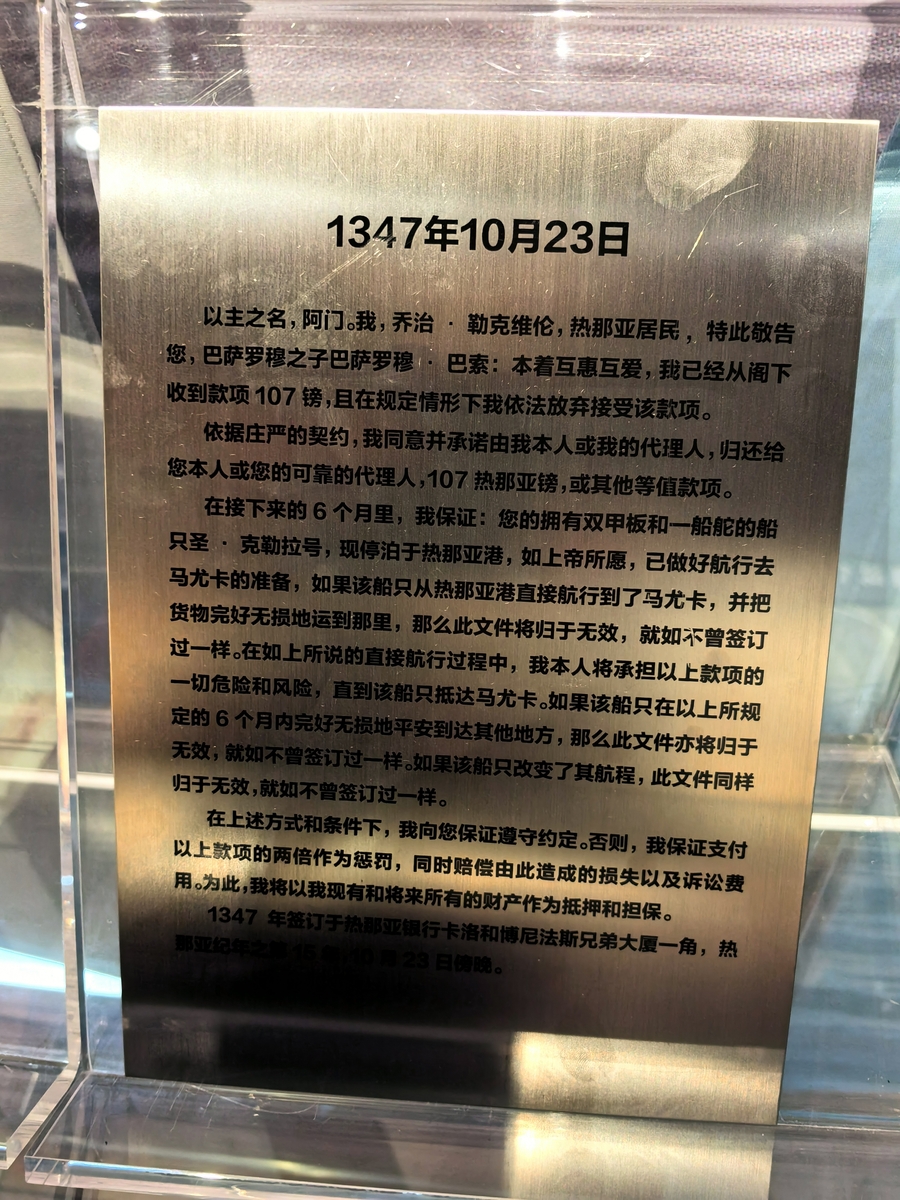 1347年10月23日
以主之名，阿门。我，乔治 · 勒克维伦，热那亚居民，特此敬告
您，巴萨罗穆之子巴萨罗穆 · 巴索：本着互惠互爱，我已经从阁下
收到款项 107 镑，且在规定情形下我依法放弃接受该款项。
依据庄严的契约，我同意并承诺由我本人或我的代理人，归还给
您本人或您的可靠的代理人，107 热那亚镑，或其他等值款项。
在接下来的 6 个月里，我保证：您的拥有双甲板和一船舵的船
只圣 · 克勒拉号，现停泊于热那亚港，如上帝所愿，已做好航行去
马尤卡的准备，如果该船只从热那亚港直接航行到了马尤卡，并把
货物完好无损地运到那里，那么此文件将归于无效，就如不曾签订
过一样。在如上所说的直接航行过程中，我本人将承担以上款项的
一切危险和风险，直到该船只抵达马尤卡。如果该船只在以上所规
定的 6 个月内完好无损地平安到达其他地方，那么此文件亦将归于
无效，就如不曾签订过一样。如果该船只改变了其航程，此文件同样
归于无效，就如不曾签订过一样。
在上述方式和条件下，我向您保证遵守约定。否则，我保证支付
以上款项的两倍作为惩罚，同时赔偿由此造成的损失以及诉讼费
用。为此，我将以我现有和将来所有的财产作为抵押和担保。
1347 年签订于热那亚银行卡洛和博尼法斯兄弟大厦一角，热
那亚纪年之第 15 年 10 月 23 日傍晚。